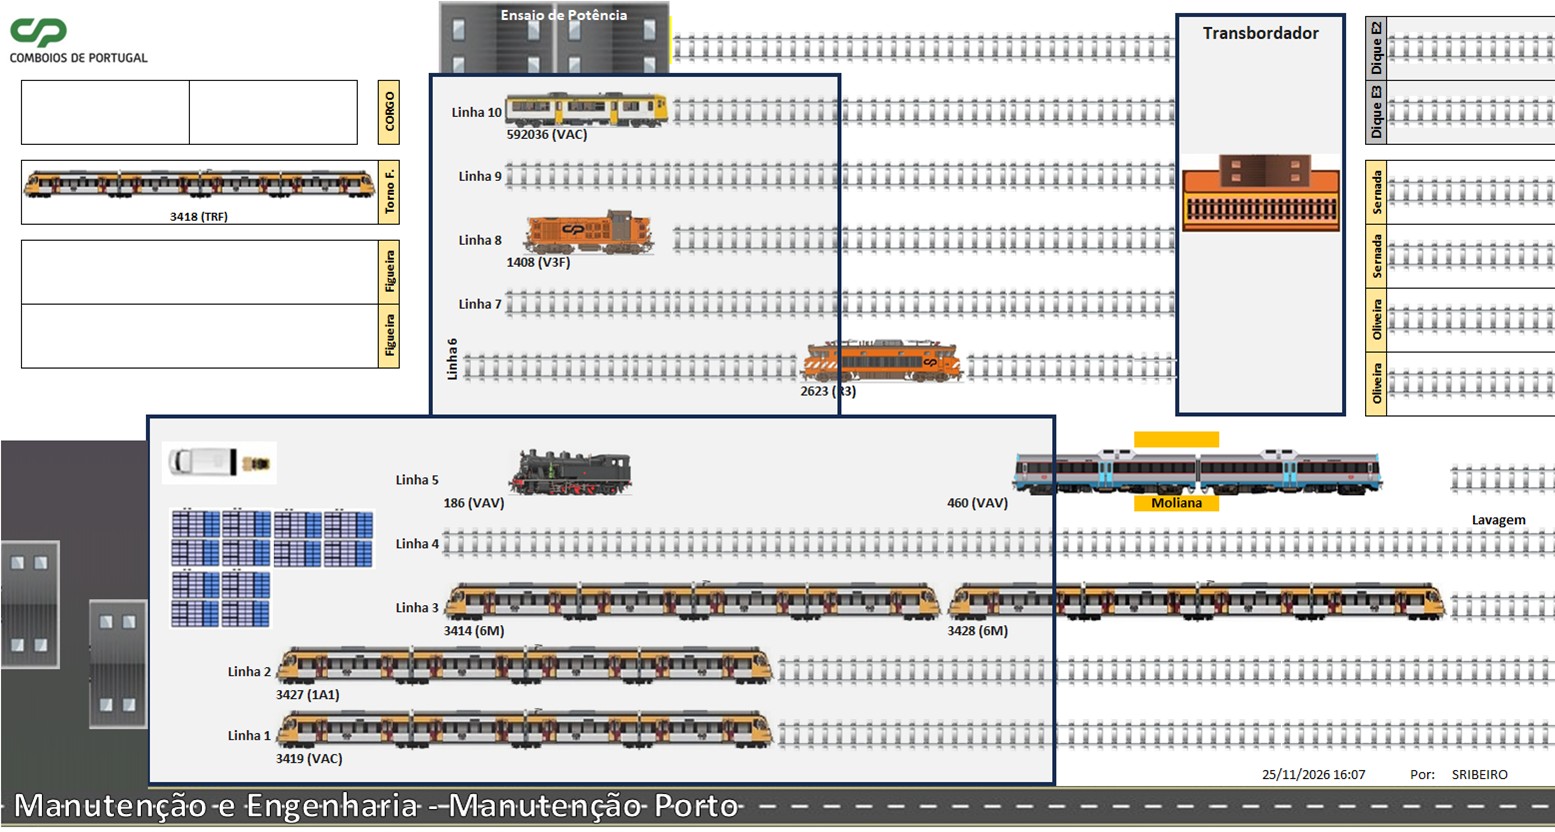 Ensaio de Potência
Transbordador
Dique E2
Dique E3
COMBOIOS DE PORTUGAL
CORGO
Linha 10
592036 (VAC)
Torno F.
3418 (TRF)
Linha 9
Sernada
Linha 8
1408 (V3F)
Sernada
Figueira
Figueira
Linha 7
Oliveira
Linha 6
2623 (R3)
Oliveira
Linha 5
186 (VAV)
460 (VAV)
Moliana
Lavagem
Linha 4
Linha 3
3414 (6M)
3428 (6M)
Linha 2
3427 (1A1)
Linha 1
3419 (VAC)
25/11/2026 16:07 Por: SRIBEIRO
Manutenção e Engenharia - Manutenção Porto